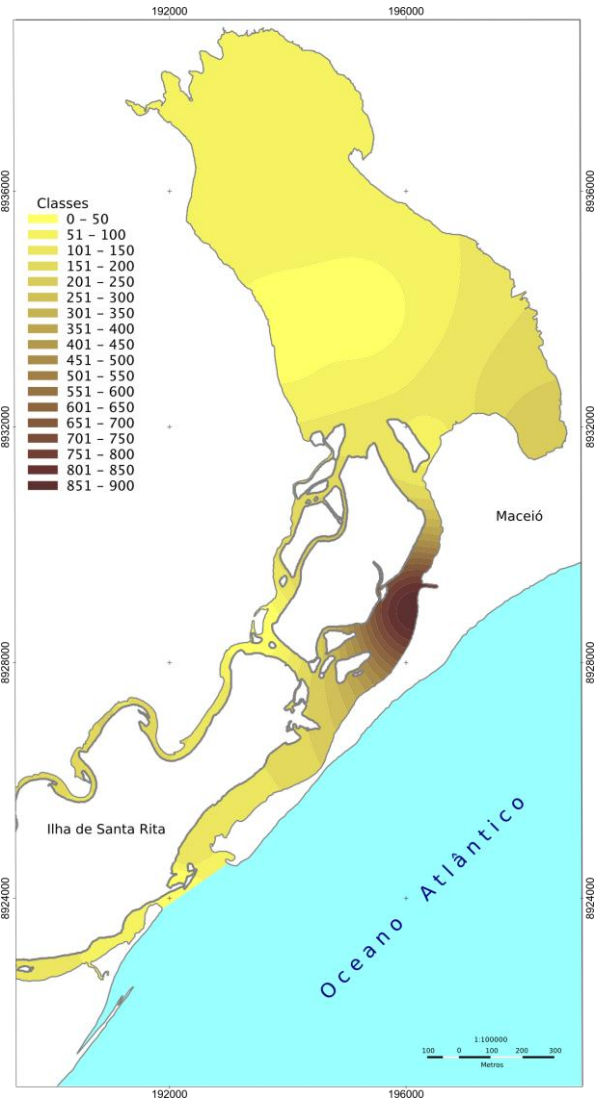 192000 196000
8936000 8936000
Classes
0 – 50
51 – 100
101 – 150
151 – 200
201 – 250
251 – 300
301 – 350
351 – 400
401 – 450
451 – 500
501 – 550
551 – 600
601 – 650
651 – 700
701 – 750
751 – 800
801 – 850
851 – 900
8932000 8932000
Maceió
8928000 8928000
Ilha de Santa Rita
Oceano Atlântico
8924000 8924000
1:100000
100 0 100 200 300
Metros
192000 196000